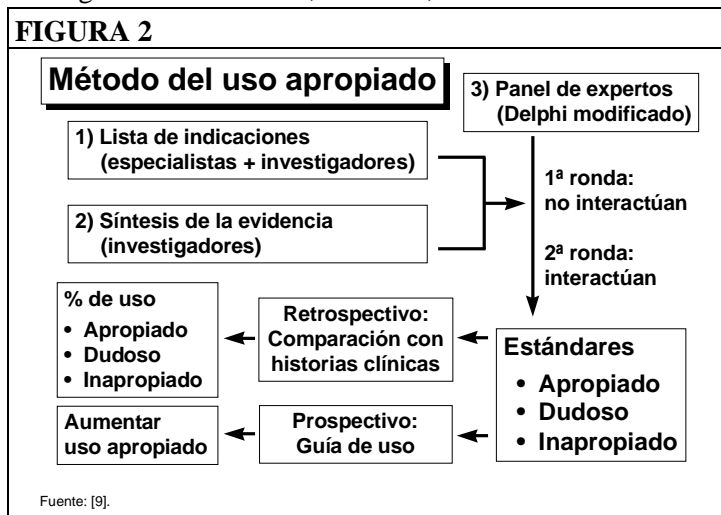 FIGURA 2
Método del uso apropiado
3) Panel de expertos
(Delphi modificado)
1) Lista de indicaciones
(especialistas + investigadores)
2) Síntesis de la evidencia
(investigadores)
1ª ronda:
no interactúan
2ª ronda:
interactúan
% de uso
• Apropiado
• Dudoso
• Inapropiado
Retrospectivo:
Comparación con
historias clínicas
Estándares
• Apropiado
• Dudoso
• Inapropiado
Aumentar
uso apropiado
Prospectivo:
Guía de uso
Fuente: [9].